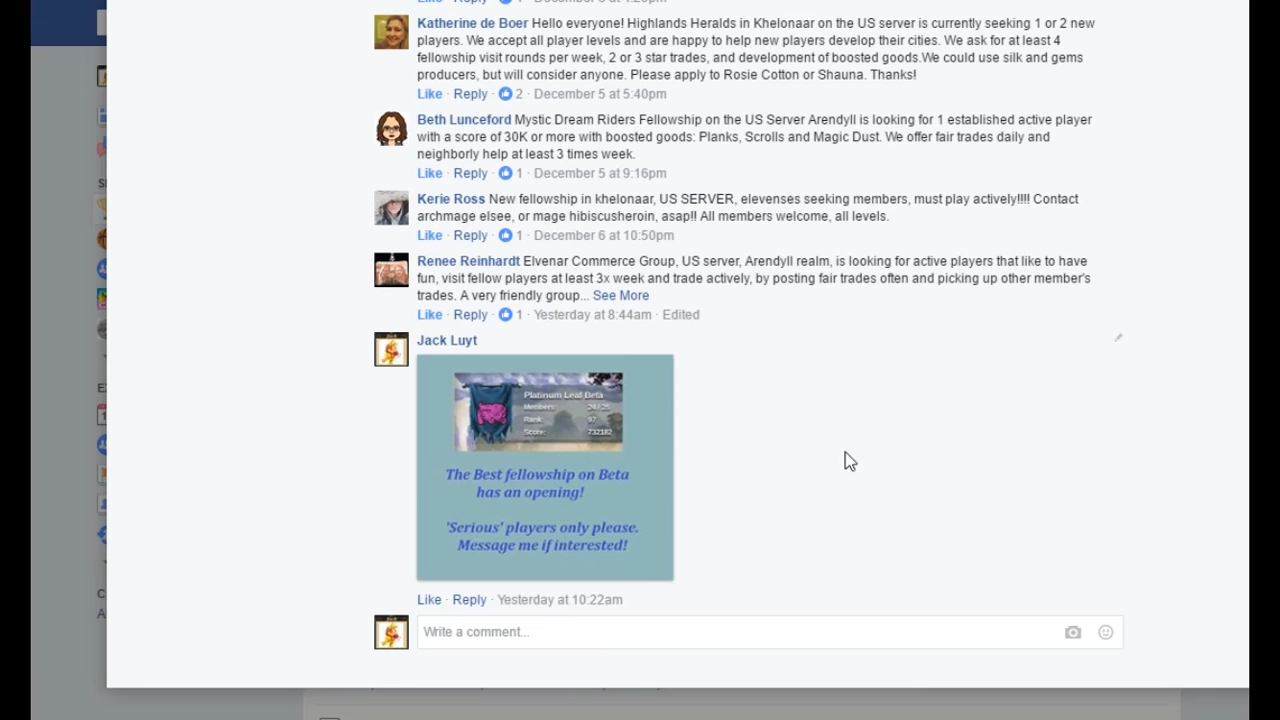 Katherine de Boer Hello everyone! Highlands Heralds in Khelonaar on the US server is currently seeking 1 or 2 new
players. We accept all player levels and are happy to help new players develop their cities. We ask for at least 4
fellowship visit rounds per week, 2 or 3 star trades, and development of boosted goods.We could use silk and gems
producers, but will consider anyone. Please apply to Rosie Cotton or Shauna. Thanks!
Like · Reply · 2 · December 5 at 5:40pm
Beth Lunceford Mystic Dream Riders Fellowship on the US Server Arendyll is looking for 1 established active player
with a score of 30K or more with boosted goods: Planks, Scrolls and Magic Dust. We offer fair trades daily and
neighborly help at least 3 times week.
Like · Reply · 1 · December 5 at 9:16pm
Kerie Ross New fellowship in khelonaar, US SERVER, elevenses seeking members, must play actively!!!! Contact
archmage elsee, or mage hibiscusheroin, asap!! All members welcome, all levels.
Like · Reply · 1 · December 6 at 10:50pm
Renee Reinhardt Elvenar Commerce Group, US server, Arendyll realm, is looking for active players that like to have
fun, visit fellow players at least 3x week and trade actively, by posting fair trades often and picking up other member's
trades. A very friendly group... See More
Like · Reply · 1 · Yesterday at 8:44am · Edited
Jack Luyt
Platinum Leaf Beta
Members: 24 / 25
Rank: 97
Score: 732182
The Best fellowship on Beta
has an opening!
'Serious' players only please.
Message me if interested!
Like · Reply · Yesterday at 10:22am
Write a comment...